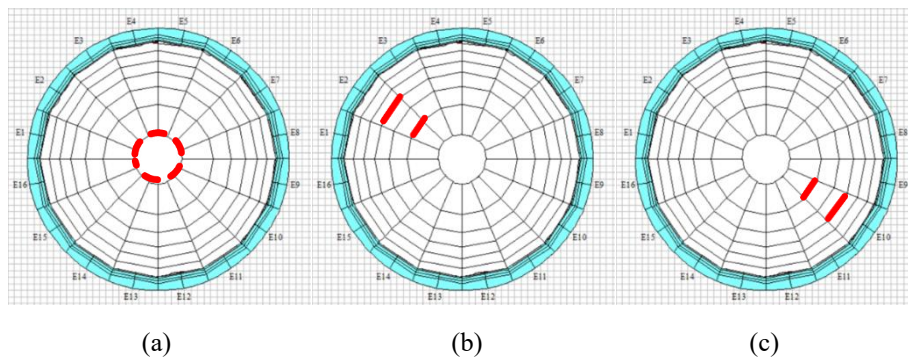 E4 E5 E4 E5 E4 E5
E3 E6 E3 E6 E3 E6
E2 E7 E2 E7 E2 E7
E1 E8 E1 E8 E1 E8
E16 E9 E16 E9 E16 E9
E15 E10 E15 E10 E15 E10
E14 E11 E14 E11 E14 E11
E13 E12 E13 E12 E13 E12
(a) (b) (c)